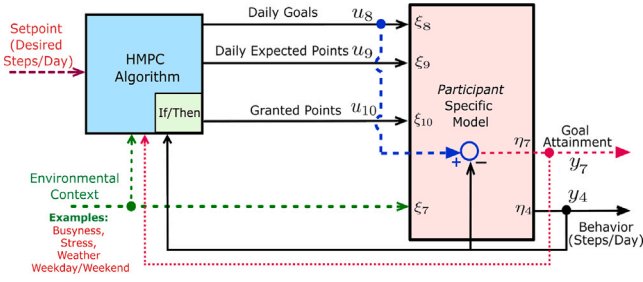 Daily Goals u8
Setpoint
(Desired
Steps/Day)
HMPC
Algorithm
ξ8
Daily Expected Points u9
ξ9
Participant
Specific
Model
If/Then
Granted Points u10
ξ10
η7
Goal
Attainment
y7
+
−
Environmental
Context
ξ7
η4
y4
Examples:
Busyness,
Stress,
Weather
Weekday/Weekend
Behavior
(Steps/Day)